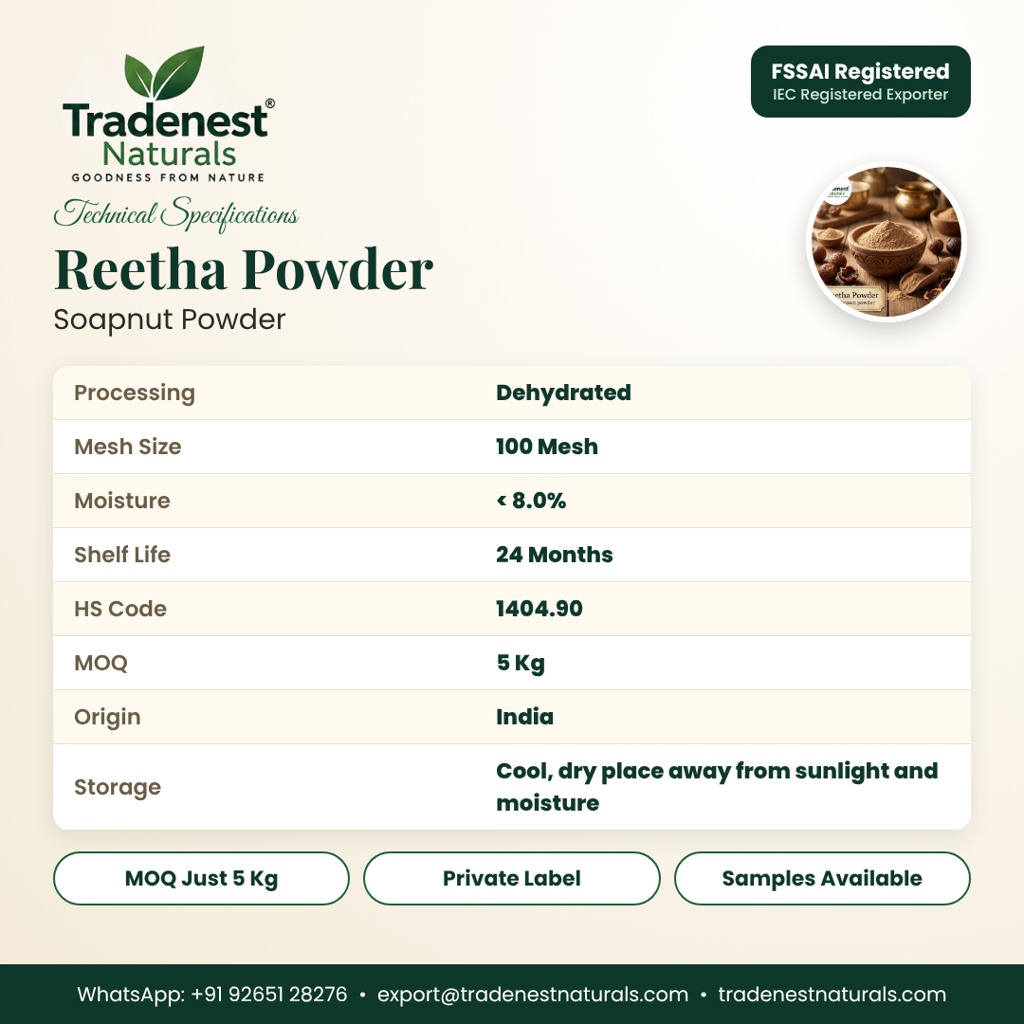 Tradenest®
Naturals
GOODNESS FROM NATURE
FSSAI Registered
IEC Registered Exporter
Technical Specifications
Reetha Powder
Soapnut Powder
etha Powder
powder
Processing Dehydrated
Mesh Size 100 Mesh
Moisture < 8.0%
Shelf Life 24 Months
HS Code 1404.90
MOQ 5 Kg
Origin India
Storage Cool, dry place away from sunlight and
moisture
MOQ Just 5 Kg
Private Label
Samples Available
WhatsApp: +91 92651 28276 • export@tradenestnaturals.com • tradenestnaturals.com